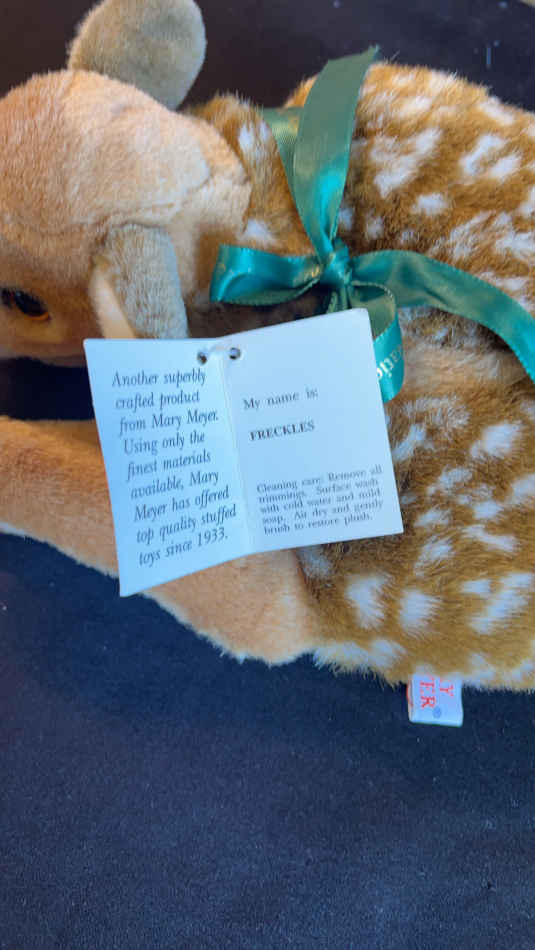 Another superbly
crafted product
from Mary Meyer.
Using only the
finest materials
available, Mary
Meyer has offered
top quality stuffed
toys since 1933.
My name is:
FRECKLES
Cleaning care: Remove all
trimmings. Surface wash
with cold water and mild
soap. Air dry and gently
brush to restore plush.
Y
ER®